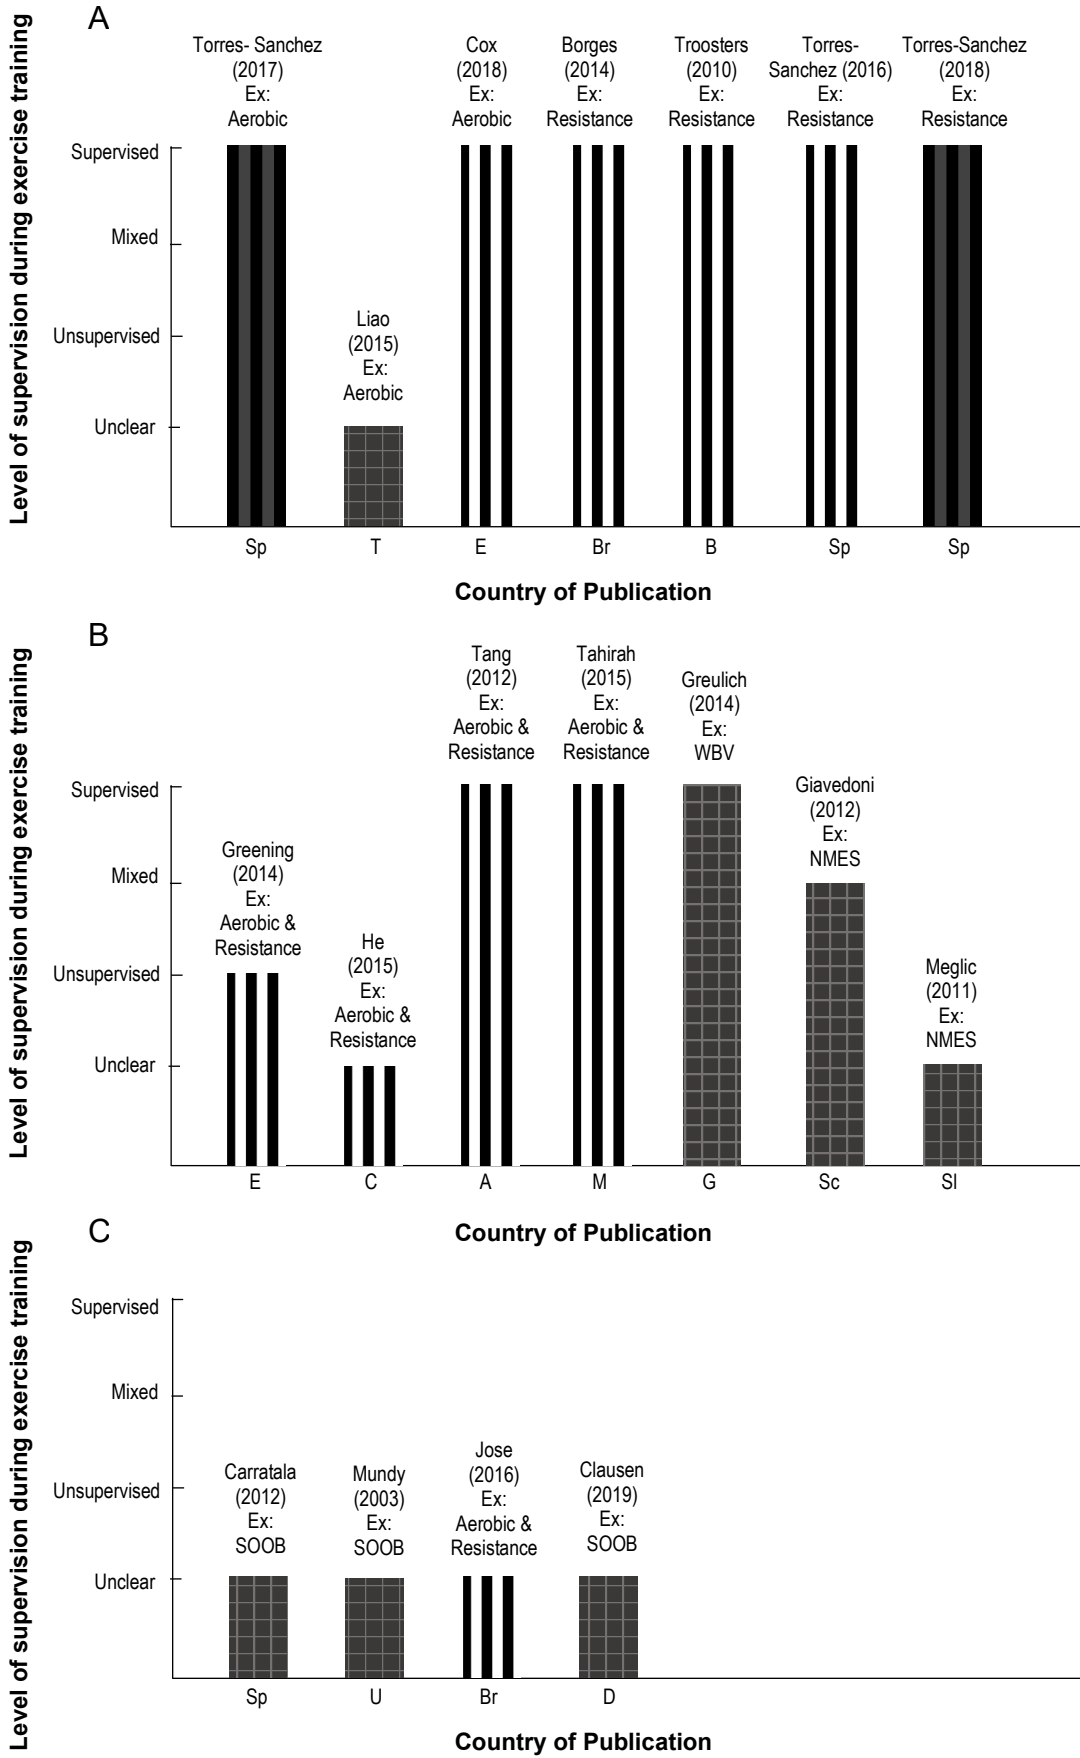 A
Torres- Sanchez
(2017)
Ex:
Aerobic
Liao
(2015)
Ex:
Aerobic
Cox
(2018)
Ex:
Aerobic
Borges
(2014)
Ex:
Resistance
Troosters
(2010)
Ex:
Resistance
Torres-
Sanchez (2016)
Ex:
Resistance
Torres-Sanchez
(2018)
Ex:
Resistance
Level of supervision during exercise training
Supervised
Mixed
Unsupervised
Unclear
Sp T E Br B Sp Sp
Country of Publication
B
Greening
(2014)
Ex:
Aerobic &
Resistance
He
(2015)
Ex:
Aerobic &
Resistance
Tang
(2012)
Ex:
Aerobic &
Resistance
Tahirah
(2015)
Ex:
Aerobic &
Resistance
Greulich
(2014)
Ex:
WBV
Giavedoni
(2012)
Ex:
NMES
Meglic
(2011)
Ex:
NMES
Level of supervision during exercise training
Supervised
Mixed
Unsupervised
Unclear
E C A M G Sc Sl
Country of Publication
C
Carratala
(2012)
Ex:
SOOB
Mundy
(2003)
Ex:
SOOB
Jose
(2016)
Ex:
Aerobic &
Resistance
Clausen
(2019)
Ex:
SOOB
Level of supervision during exercise training
Supervised
Mixed
Unsupervised
Unclear
Sp U Br D
Country of Publication